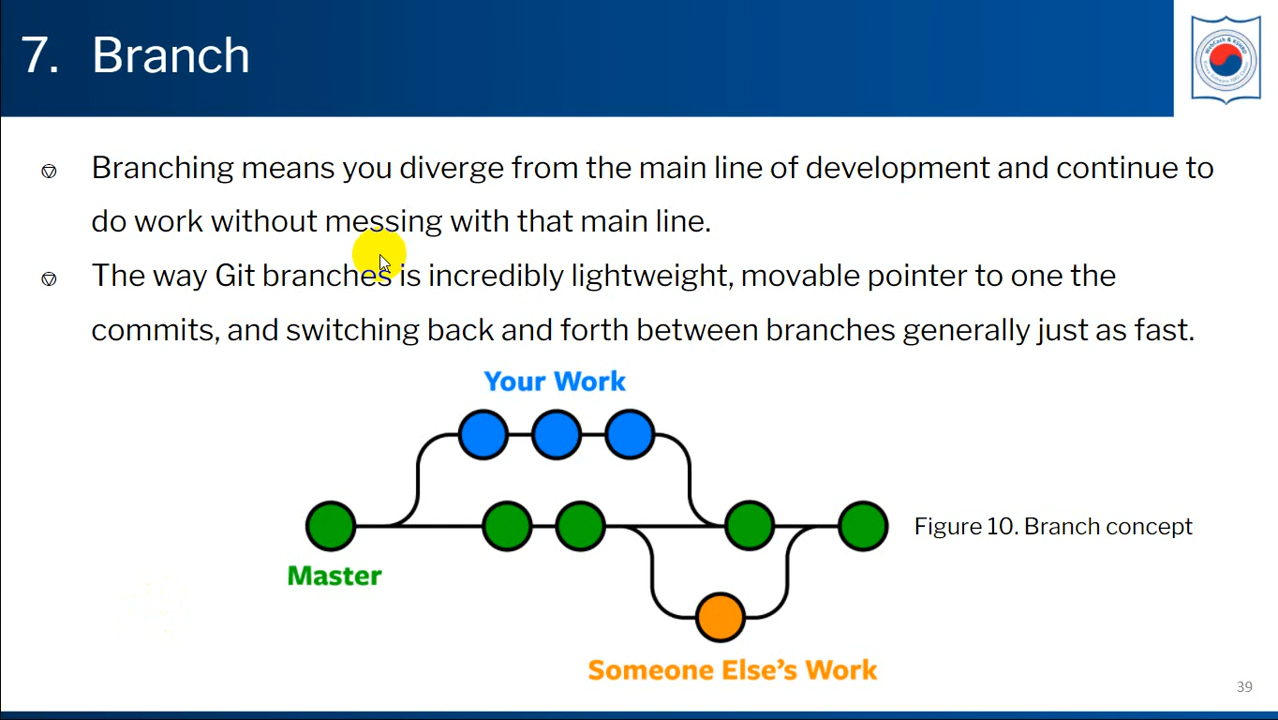 7. Branch
Branching means you diverge from the main line of development and continue to
do work without messing with that main line.
The way Git branches is incredibly lightweight, movable pointer to one the
commits, and switching back and forth between branches generally just as fast.
Your Work
Master
Figure 10. Branch concept
Someone Else's Work
39